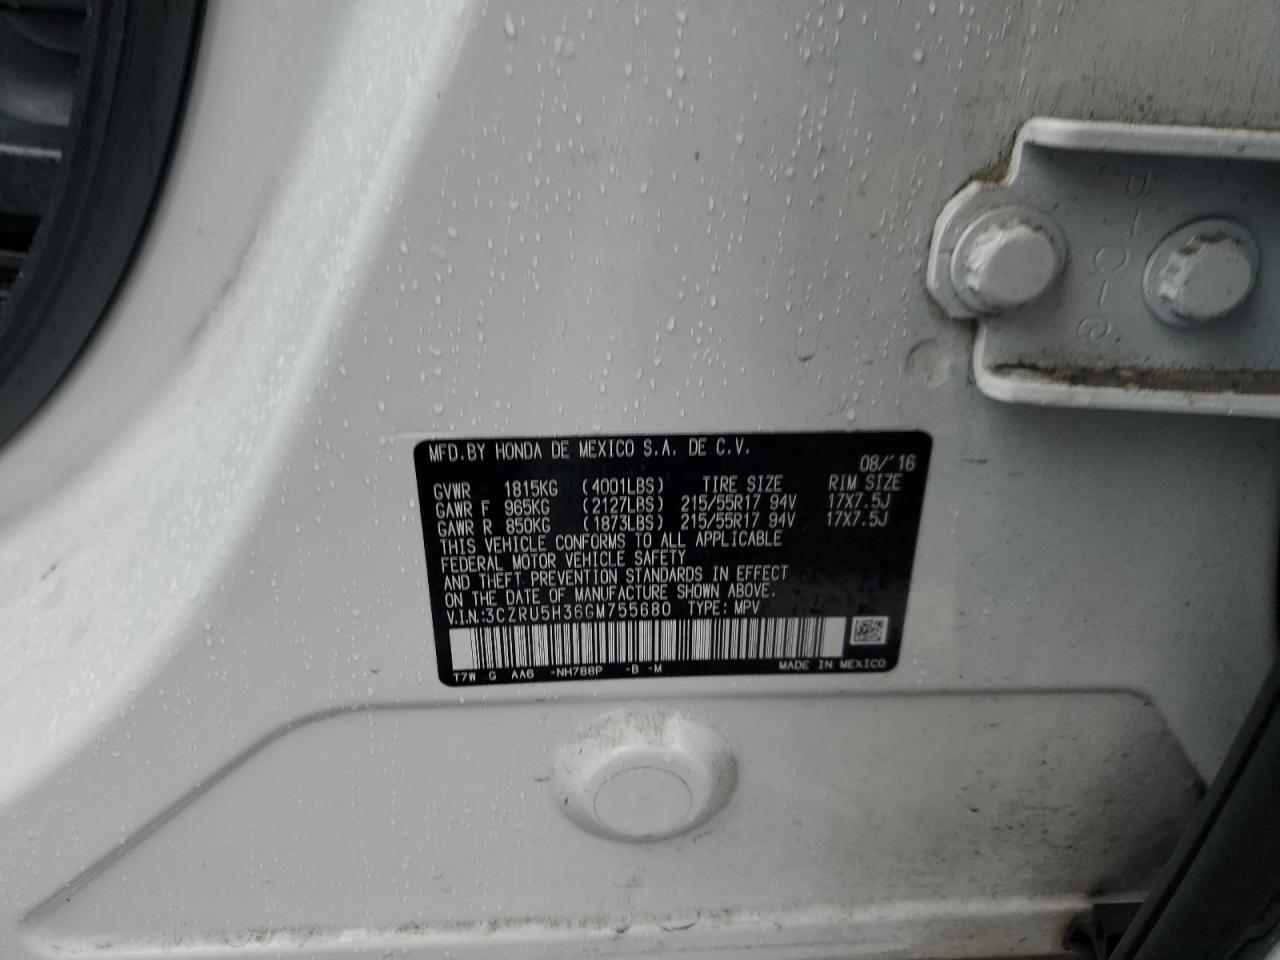 MFD.BY HONDA DE MEXICO S.A. DE C.V.
08/'16
GVWR 1815KG (4001LBS) TIRE SIZE RIM SIZE
GAWR F 965KG (2127LBS) 215/55R17 94V 17X7.5J
GAWR R 850KG (1873LBS) 215/55R17 94V 17X7.5J
THIS VEHICLE CONFORMS TO ALL APPLICABLE
FEDERAL MOTOR VEHICLE SAFETY
AND THEFT PREVENTION STANDARDS IN EFFECT
ON THE DATE OF MANUFACTURE SHOWN ABOVE.
V.I.N.:3CZRU5H36GM755680 TYPE: MPV
T7W G AA6 -NH788P -B -M MADE IN MEXICO